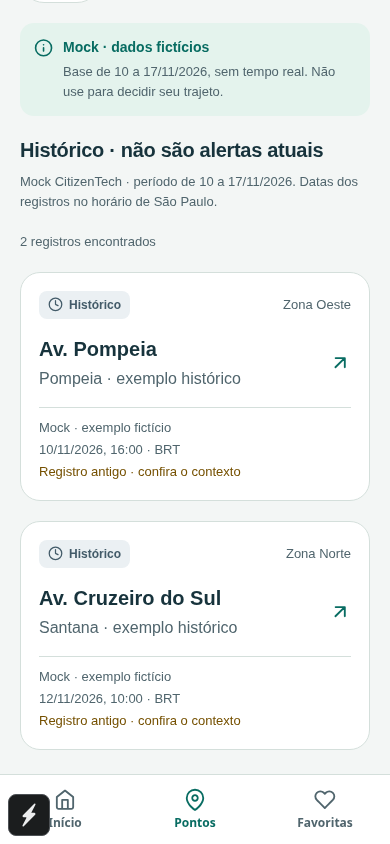 Mock · dados fictícios
Base de 10 a 17/11/2026, sem tempo real. Não
use para decidir seu trajeto.
Histórico · não são alertas atuais
Mock CitizenTech · período de 10 a 17/11/2026. Datas dos
registros no horário de São Paulo.
2 registros encontrados
Histórico
Zona Oeste
Av. Pompeia
Pompeia · exemplo histórico
Mock · exemplo fictício
10/11/2026, 16:00 · BRT
Registro antigo · confira o contexto
Histórico
Zona Norte
Av. Cruzeiro do Sul
Santana · exemplo histórico
Mock · exemplo fictício
12/11/2026, 10:00 · BRT
Registro antigo · confira o contexto
Início
Pontos
Favoritas